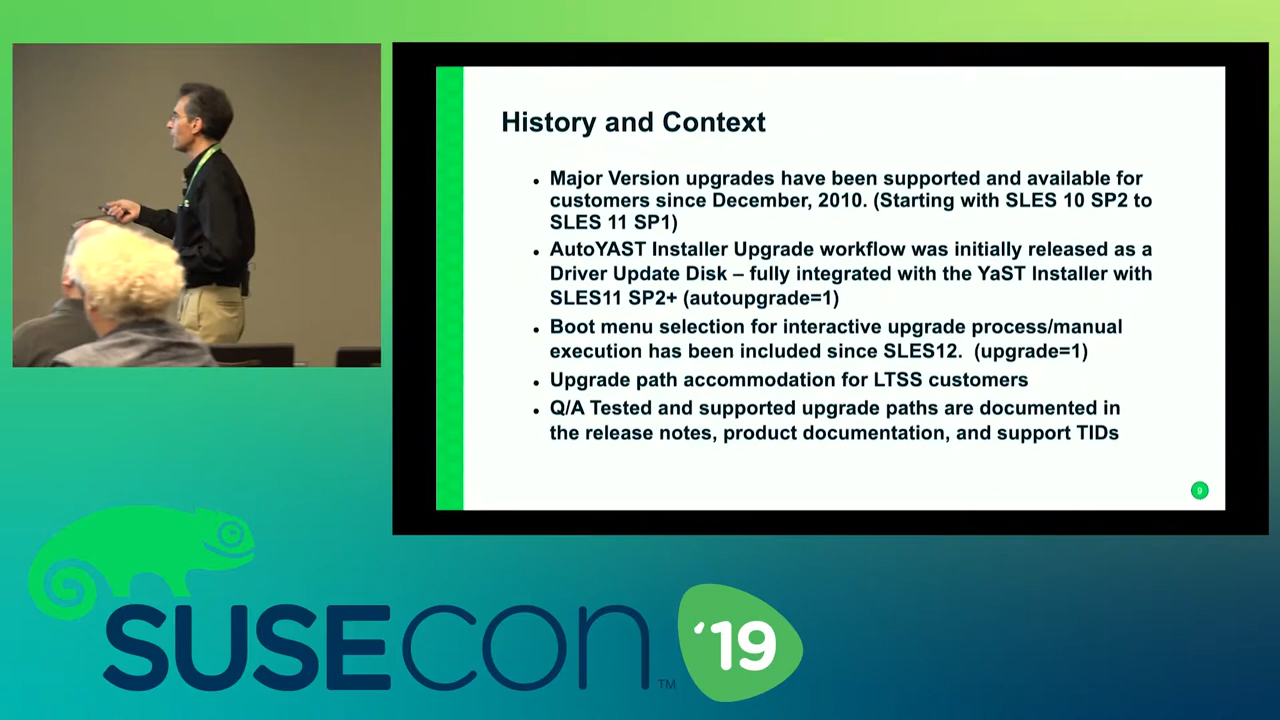 History and Context
• Major Version upgrades have been supported and available for
customers since December, 2010. (Starting with SLES 10 SP2 to
SLES 11 SP1)
• AutoYAST Installer Upgrade workflow was initially released as a
Driver Update Disk – fully integrated with the YaST Installer with
SLES11 SP2+ (autoupgrade=1)
• Boot menu selection for interactive upgrade process/manual
execution has been included since SLES12.  (upgrade=1)
• Upgrade path accommodation for LTSS customers
• Q/A Tested and supported upgrade paths are documented in
the release notes, product documentation, and support TIDs
9
SUSECON ™ '19